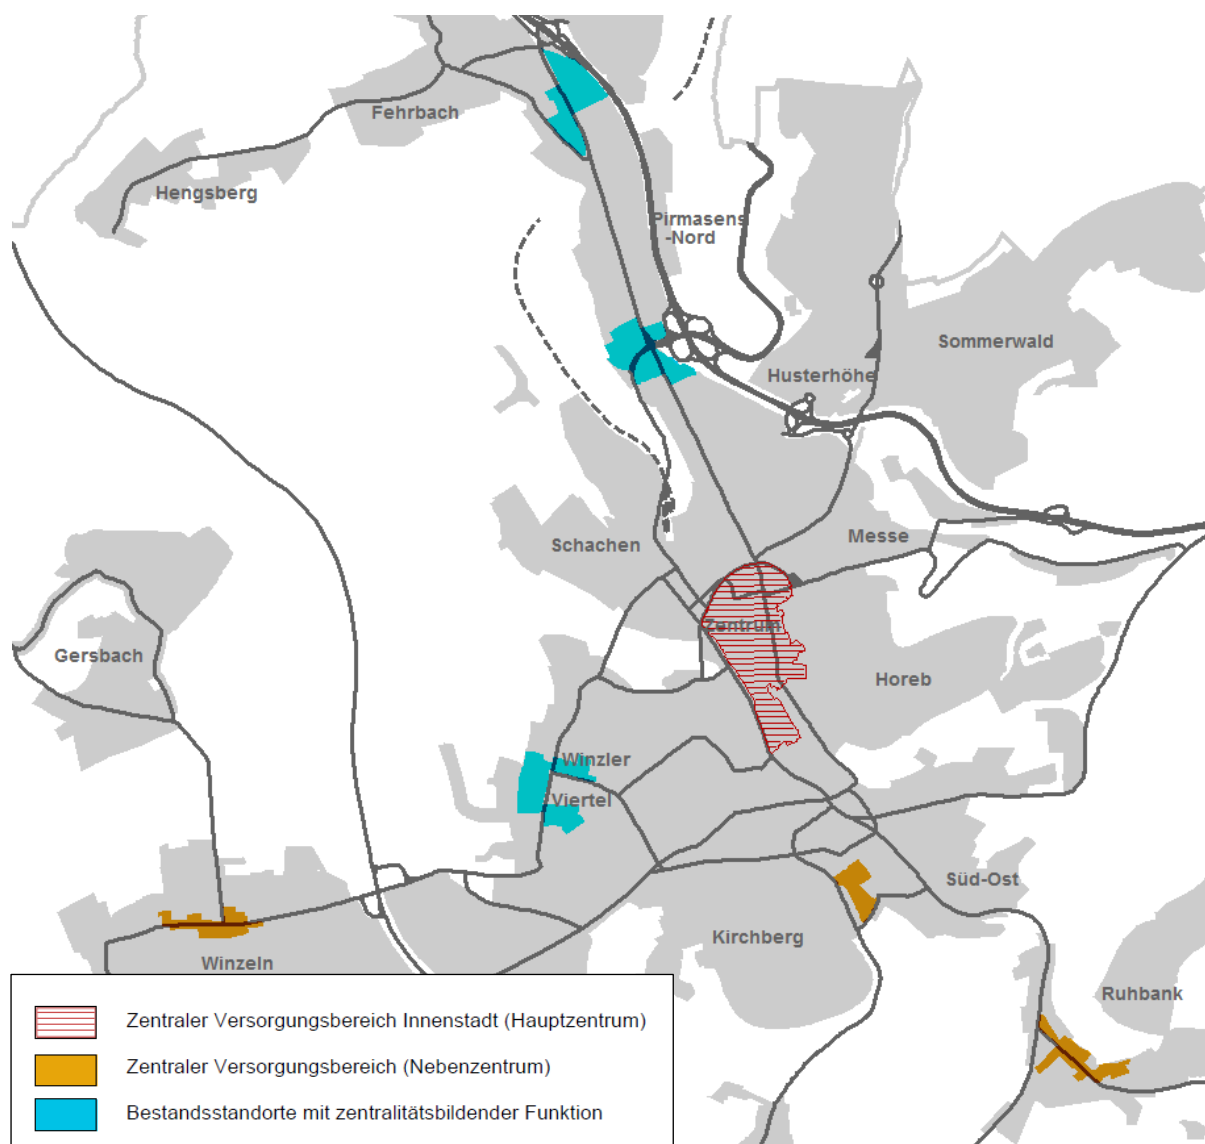 Fehrbach
Hengsberg
Pirmasens
-Nord
Sommerwald
Husterhöhe
Messe
Schachen
Zentrum
Gersbach
Horeb
Winzler
Viertel
Süd-Ost
Kirchberg
Winzeln
Ruhbank
Zentraler Versorgungsbereich Innenstadt (Hauptzentrum)
Zentraler Versorgungsbereich (Nebenzentrum)
Bestandsstandorte mit zentralitätsbildender Funktion